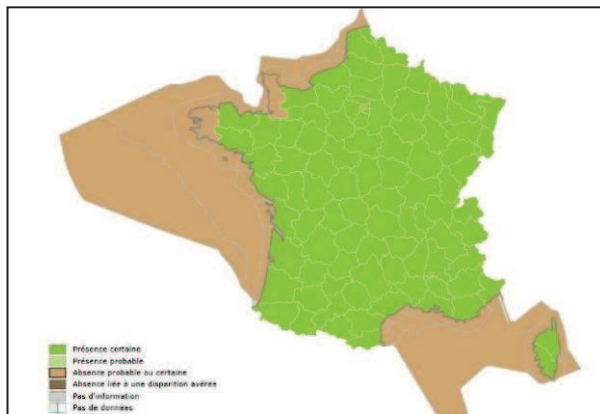 Présence certaine
Présence probable
Absence probable ou certaine
Absence liée à une disparition avérée
Pas d'information
Pas de données